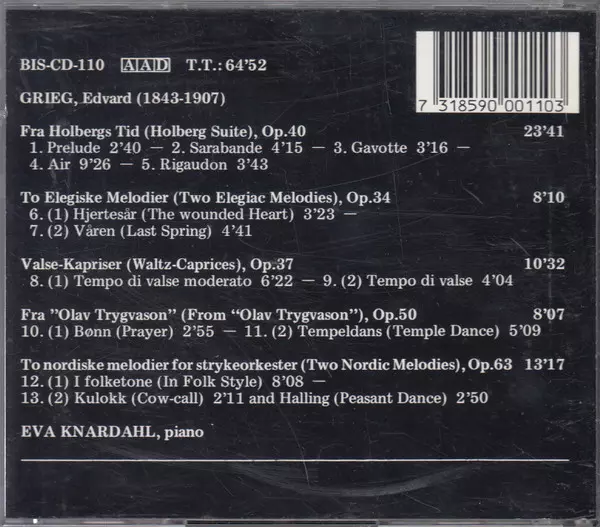 BIS-CD-110 AAD T.T.: 64'52
7 318590 001103
GRIEG, Edvard (1843-1907)
Fra Holbergs Tid (Holberg Suite), Op.40 23'41
1. Prelude 2'40 – 2. Sarabande 4'15 – 3. Gavotte 3'16 –
4. Air 9'26 – 5. Rigaudon 3'43
To Elegiske Melodier (Two Elegiac Melodies), Op.34 8'10
6. (1) Hjertesår (The wounded Heart) 3'23 –
7. (2) Våren (Last Spring) 4'41
Valse-Kapriser (Waltz-Caprices), Op.37 10'32
8. (1) Tempo di valse moderato 6'22 – 9. (2) Tempo di valse 4'04
Fra ”Olav Trygvason” (From “Olav Trygvason”), Op.50 8'07
10. (1) Bønn (Prayer) 2'55 – 11. (2) Tempeldans (Temple Dance) 5'09
To nordiske melodier for strykeorkester (Two Nordic Melodies), Op.63 13'17
12. (1) I folketone (In Folk Style) 8'08 –
13. (2) Kulokk (Cow-call) 2'11 and Halling (Peasant Dance) 2'50
EVA KNARDAHL, piano